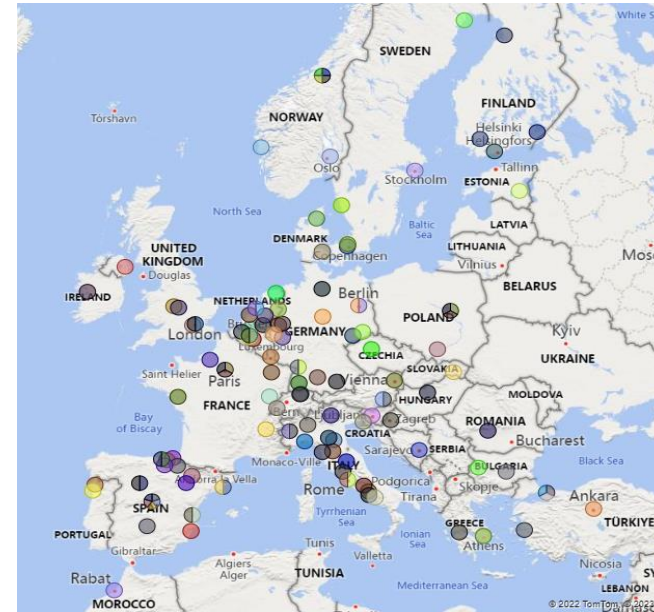 White S
SWEDEN
NORWAY
FINLAND
Tórshavn
Helsinki
Helsingfors
Oslo
Tallinn
Stockholm
ESTONIA
North Sea
Baltic
Sea
LATVIA
DENMARK
Copenhagen
LITHUANIA
Vilnius
Mosc
UNITED
KINGDOM
Douglas
BELARUS
IRELAND
NETHERLANDS
Berlin
London
POLAND
GERMANY
Kyiv
Luxembourg
CZECHIA
UKRAINE
Saint Helier
Paris
SLOVAKIA
Vienna
MOLDOVA
HUNGARY
FRANCE
Bern
Ljubljana
Zagreb
Bay
of
Biscay
CROATIA
ROMANIA
Bucharest
Monaco-Ville
Sarajevo
SERBIA
ITALY
BULGARIA
Black Sea
Andorra la Vella
Rome
Podgorica
Skopje
Tirana
Ankara
SPAIN
Tyrrhenian
Sea
PORTUGAL
GREECE
TÜRKIYE
Ionian
Sea
Athens
Gibraltar
Algiers
Alger
Tunis
Valletta
Nicosia
Rabat
TUNISIA
Mediterranean Sea
LEBANON
MOROCCO
© 2022 TomTom